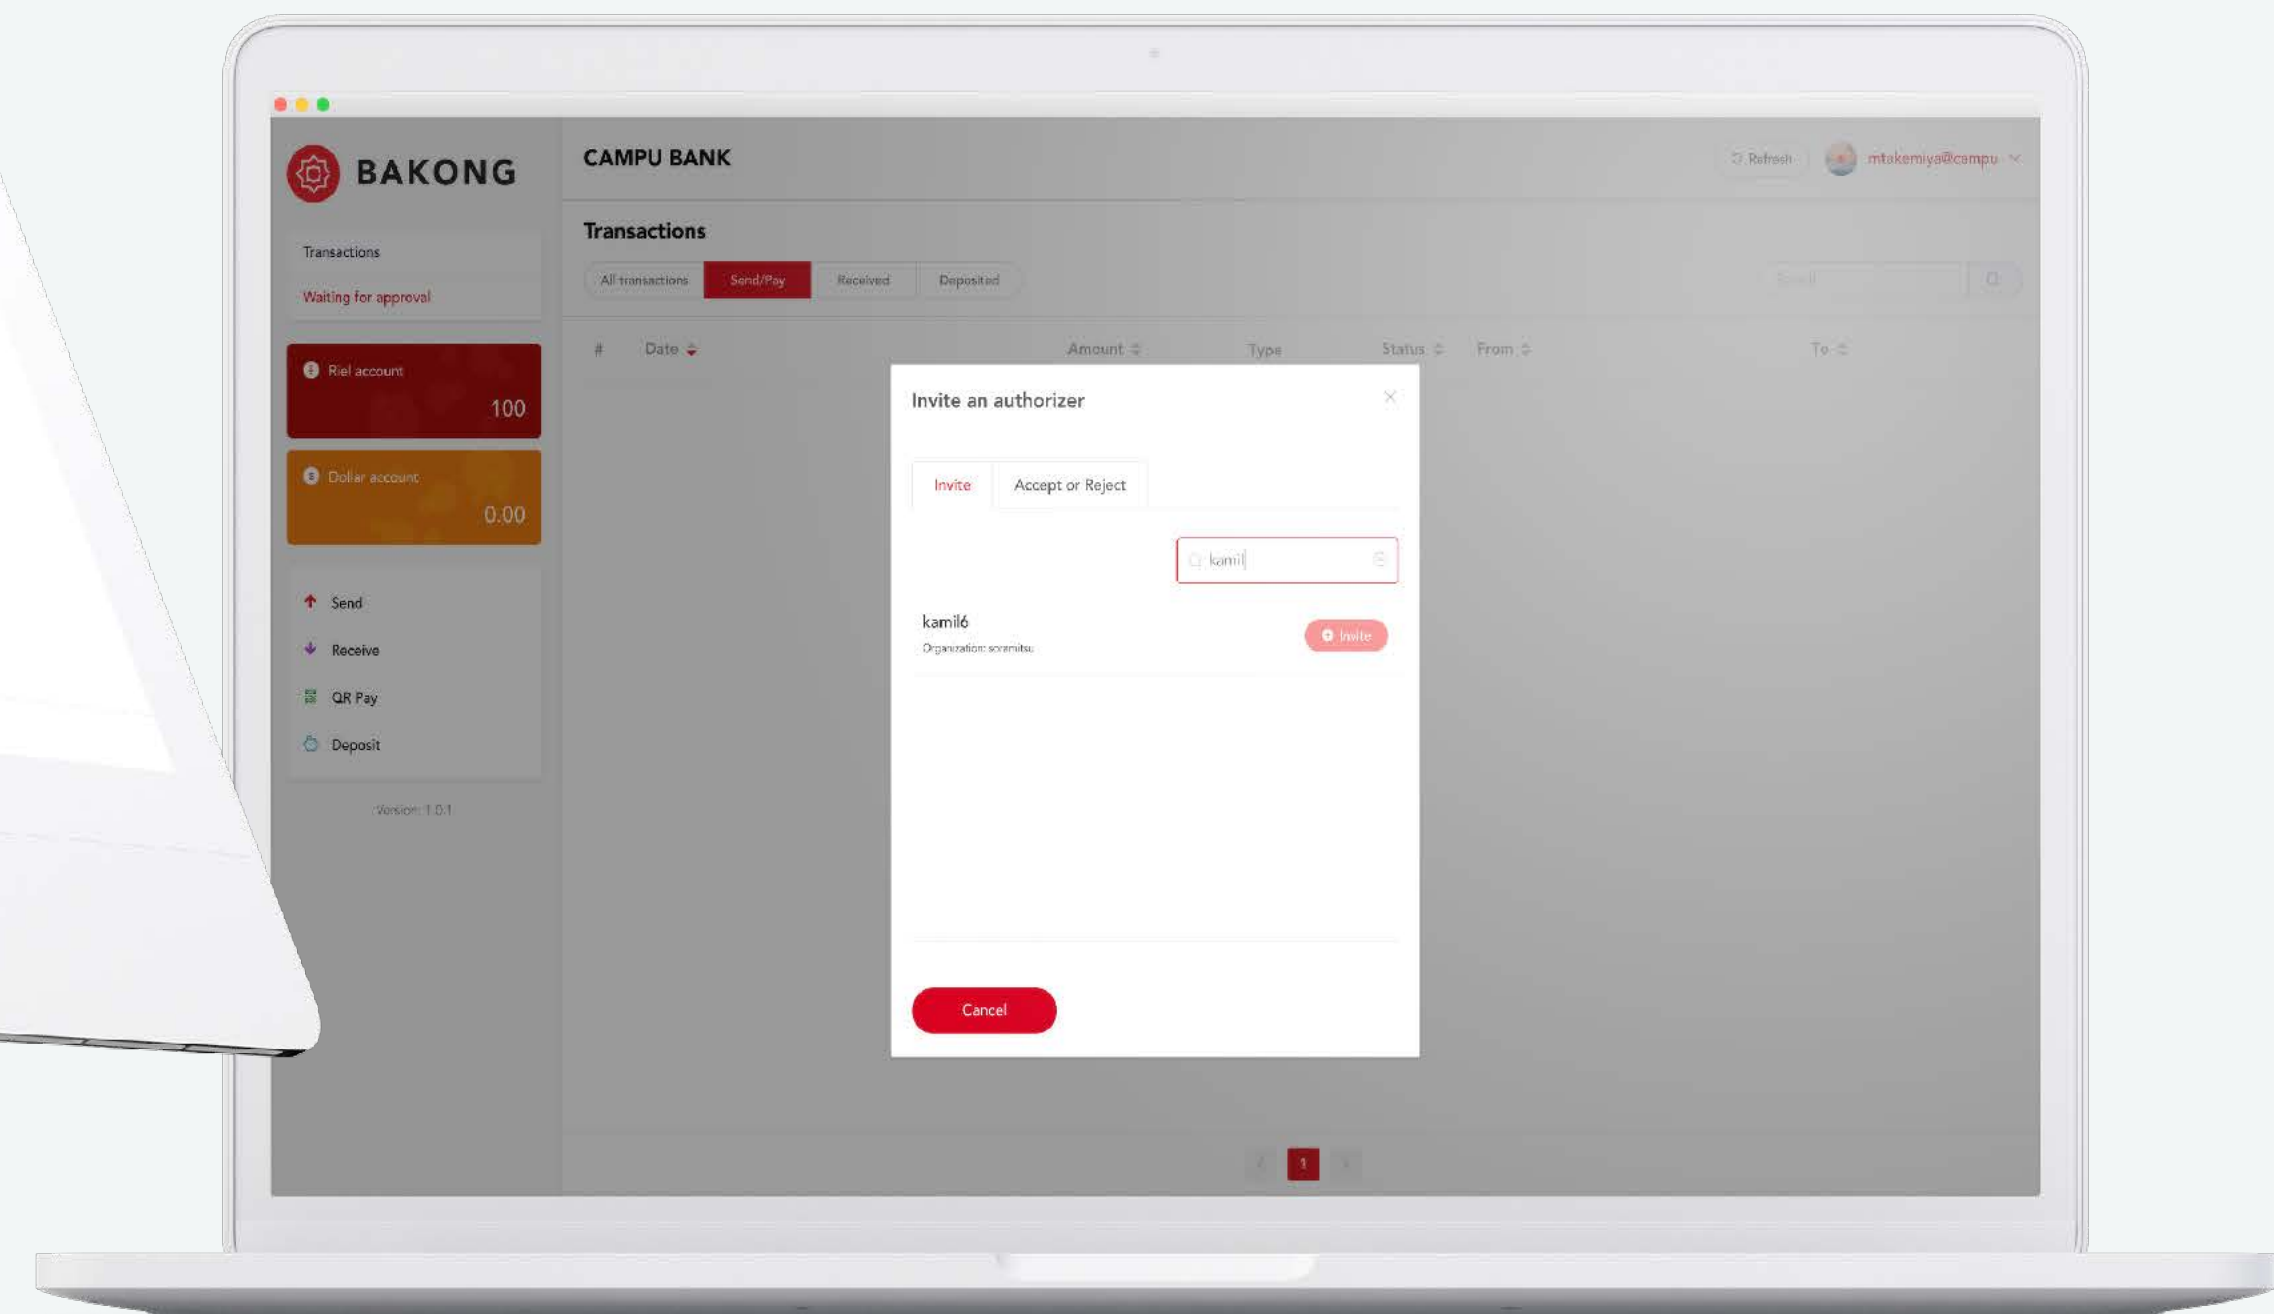 BAKONG
Transactions
Waiting for approval
Riel account
100
Dollar account
0.00
Send
Receive
QR Pay
Deposit
Version: 1.0.1
CAMPU BANK
Refresh
mtakemiya@campu
Transactions
All transactions Send/Pay Received Deposited
# Date Amount Type Status From To
Invite an authorizer
Invite Accept or Reject
kamil
kamil6
Invite
Organization: soramitsu
Cancel
1